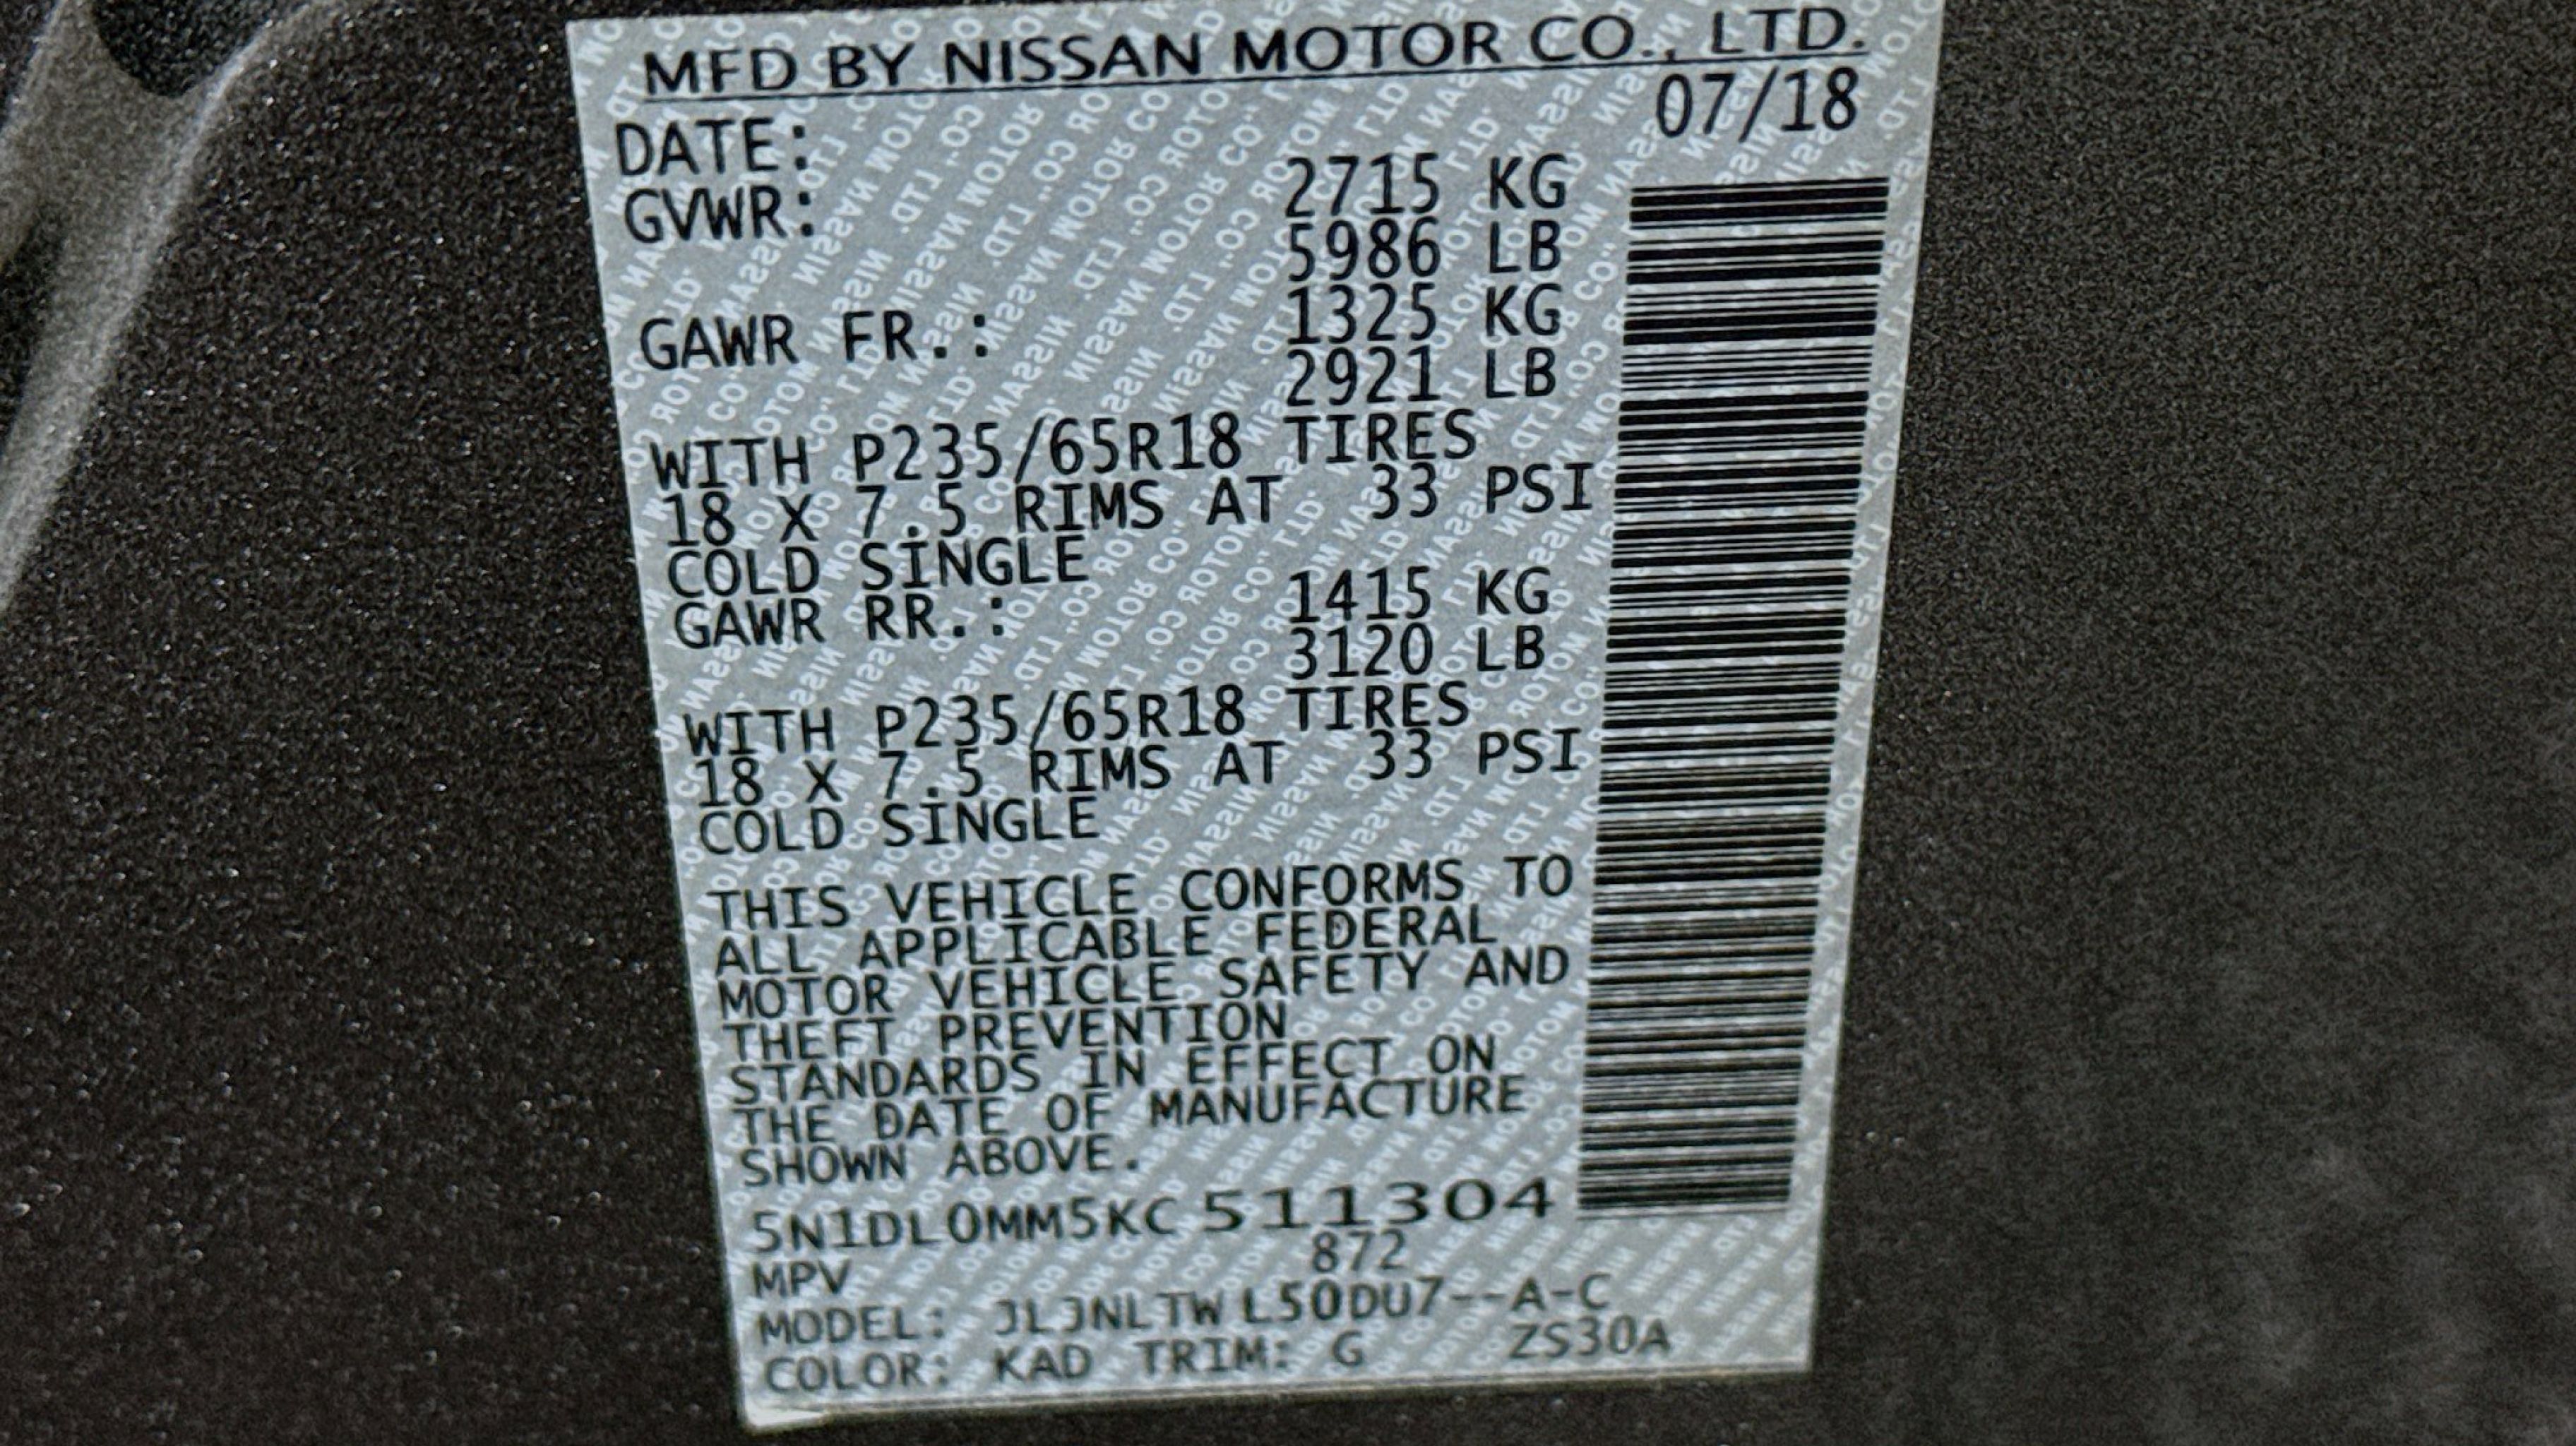 MFD BY NISSAN MOTOR CO., LTD.
DATE: 07/18
GVWR: 2715 KG
5986 LB
GAWR FR.: 1325 KG
2921 LB
WITH P235/65R18 TIRES
18 X 7.5 RIMS AT 33 PSI
COLD SINGLE
GAWR RR.: 1415 KG
3120 LB
WITH P235/65R18 TIRES
18 X 7.5 RIMS AT 33 PSI
COLD SINGLE
THIS VEHICLE CONFORMS TO
ALL APPLICABLE FEDERAL
MOTOR VEHICLE SAFETY AND
THEFT PREVENTION
STANDARDS IN EFFECT ON
THE DATE OF MANUFACTURE
SHOWN ABOVE.
5N1DL0MM5KC511304
MPV 872
MODEL: JLJNLTWL50DU7--A-C
COLOR: KAD TRIM: G ZS30A